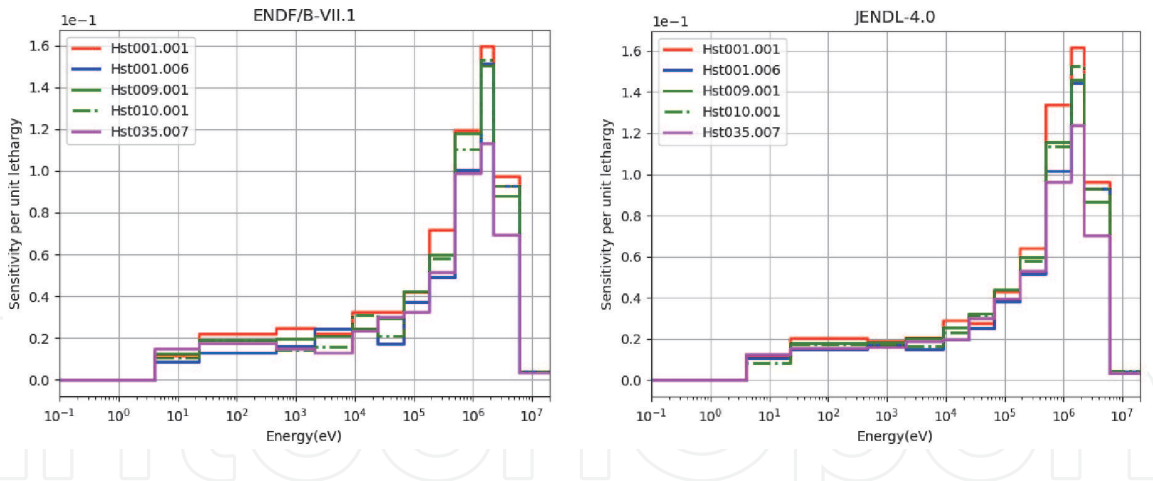 ENDF/B-VII.1
1e−1
Hst001.001
Hst001.006
Hst009.001
Hst010.001
Hst035.007
Sensitivity per unit lethargy
1.6
1.4
1.2
1.0
0.8
0.6
0.4
0.2
0.0
10⁻¹ 10⁰ 10¹ 10² 10³ 10⁴ 10⁵ 10⁶ 10⁷
Energy(eV)
JENDL-4.0
1e−1
Hst001.001
Hst001.006
Hst009.001
Hst010.001
Hst035.007
Sensitivity per unit lethargy
1.6
1.4
1.2
1.0
0.8
0.6
0.4
0.2
0.0
10⁻¹ 10⁰ 10¹ 10² 10³ 10⁴ 10⁵ 10⁶ 10⁷
Energy(eV)